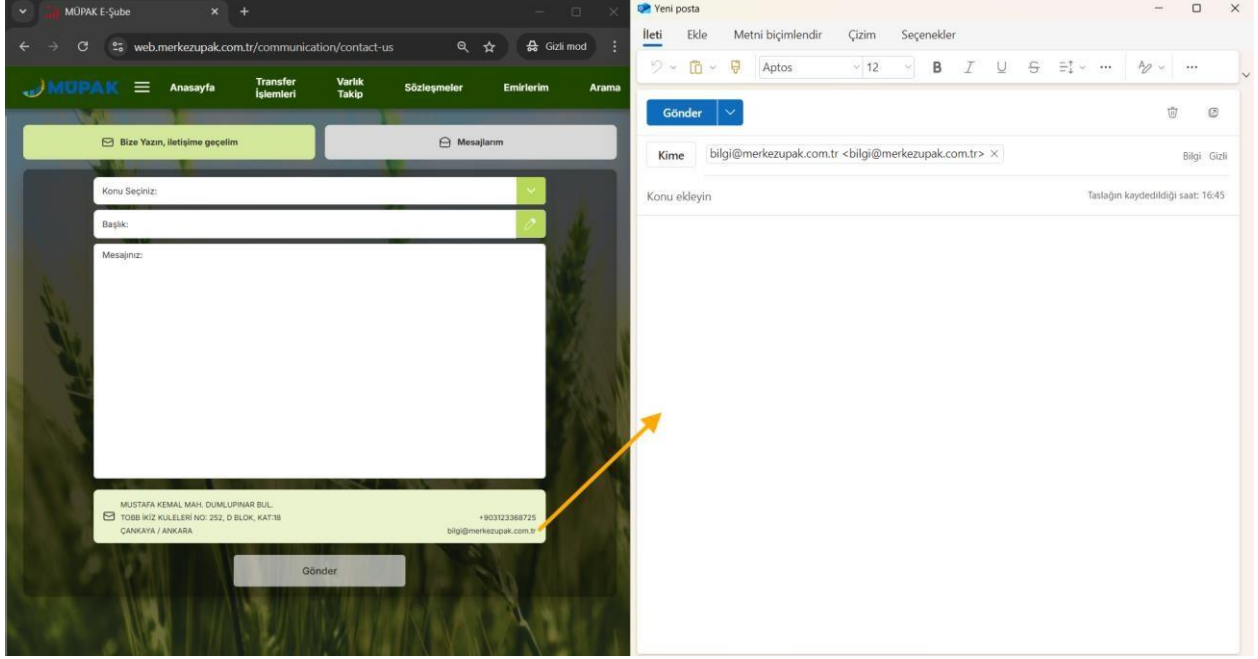 MÜPAK E-Şube
web.merkezupak.com.tr/communication/contact-us
Gizli mod
MÜPAK
Anasayfa
Transfer
İşlemleri
Varlık
Takip
Sözleşmeler
Emirlerim
Arama
Bize Yazın, iletişime geçelim
Mesajlarım
Konu Seçiniz:
Başlık:
Mesajınız:
MUSTAFA KEMAL MAH. DUMLUPINAR BUL.
TOBB İKİZ KULELERİ NO: 252, D BLOK, KAT:18
ÇANKAYA / ANKARA
+903123368725
bilgi@merkezupak.com.tr
Gönder
Yeni posta
İleti Ekle Metni biçimlendir Çizim Seçenekler
Aptos 12 B I U S
Gönder
Kime bilgi@merkezupak.com.tr <bilgi@merkezupak.com.tr> Bilgi Gizli
Konu ekleyin Taslağın kaydedildiği saat: 16:45